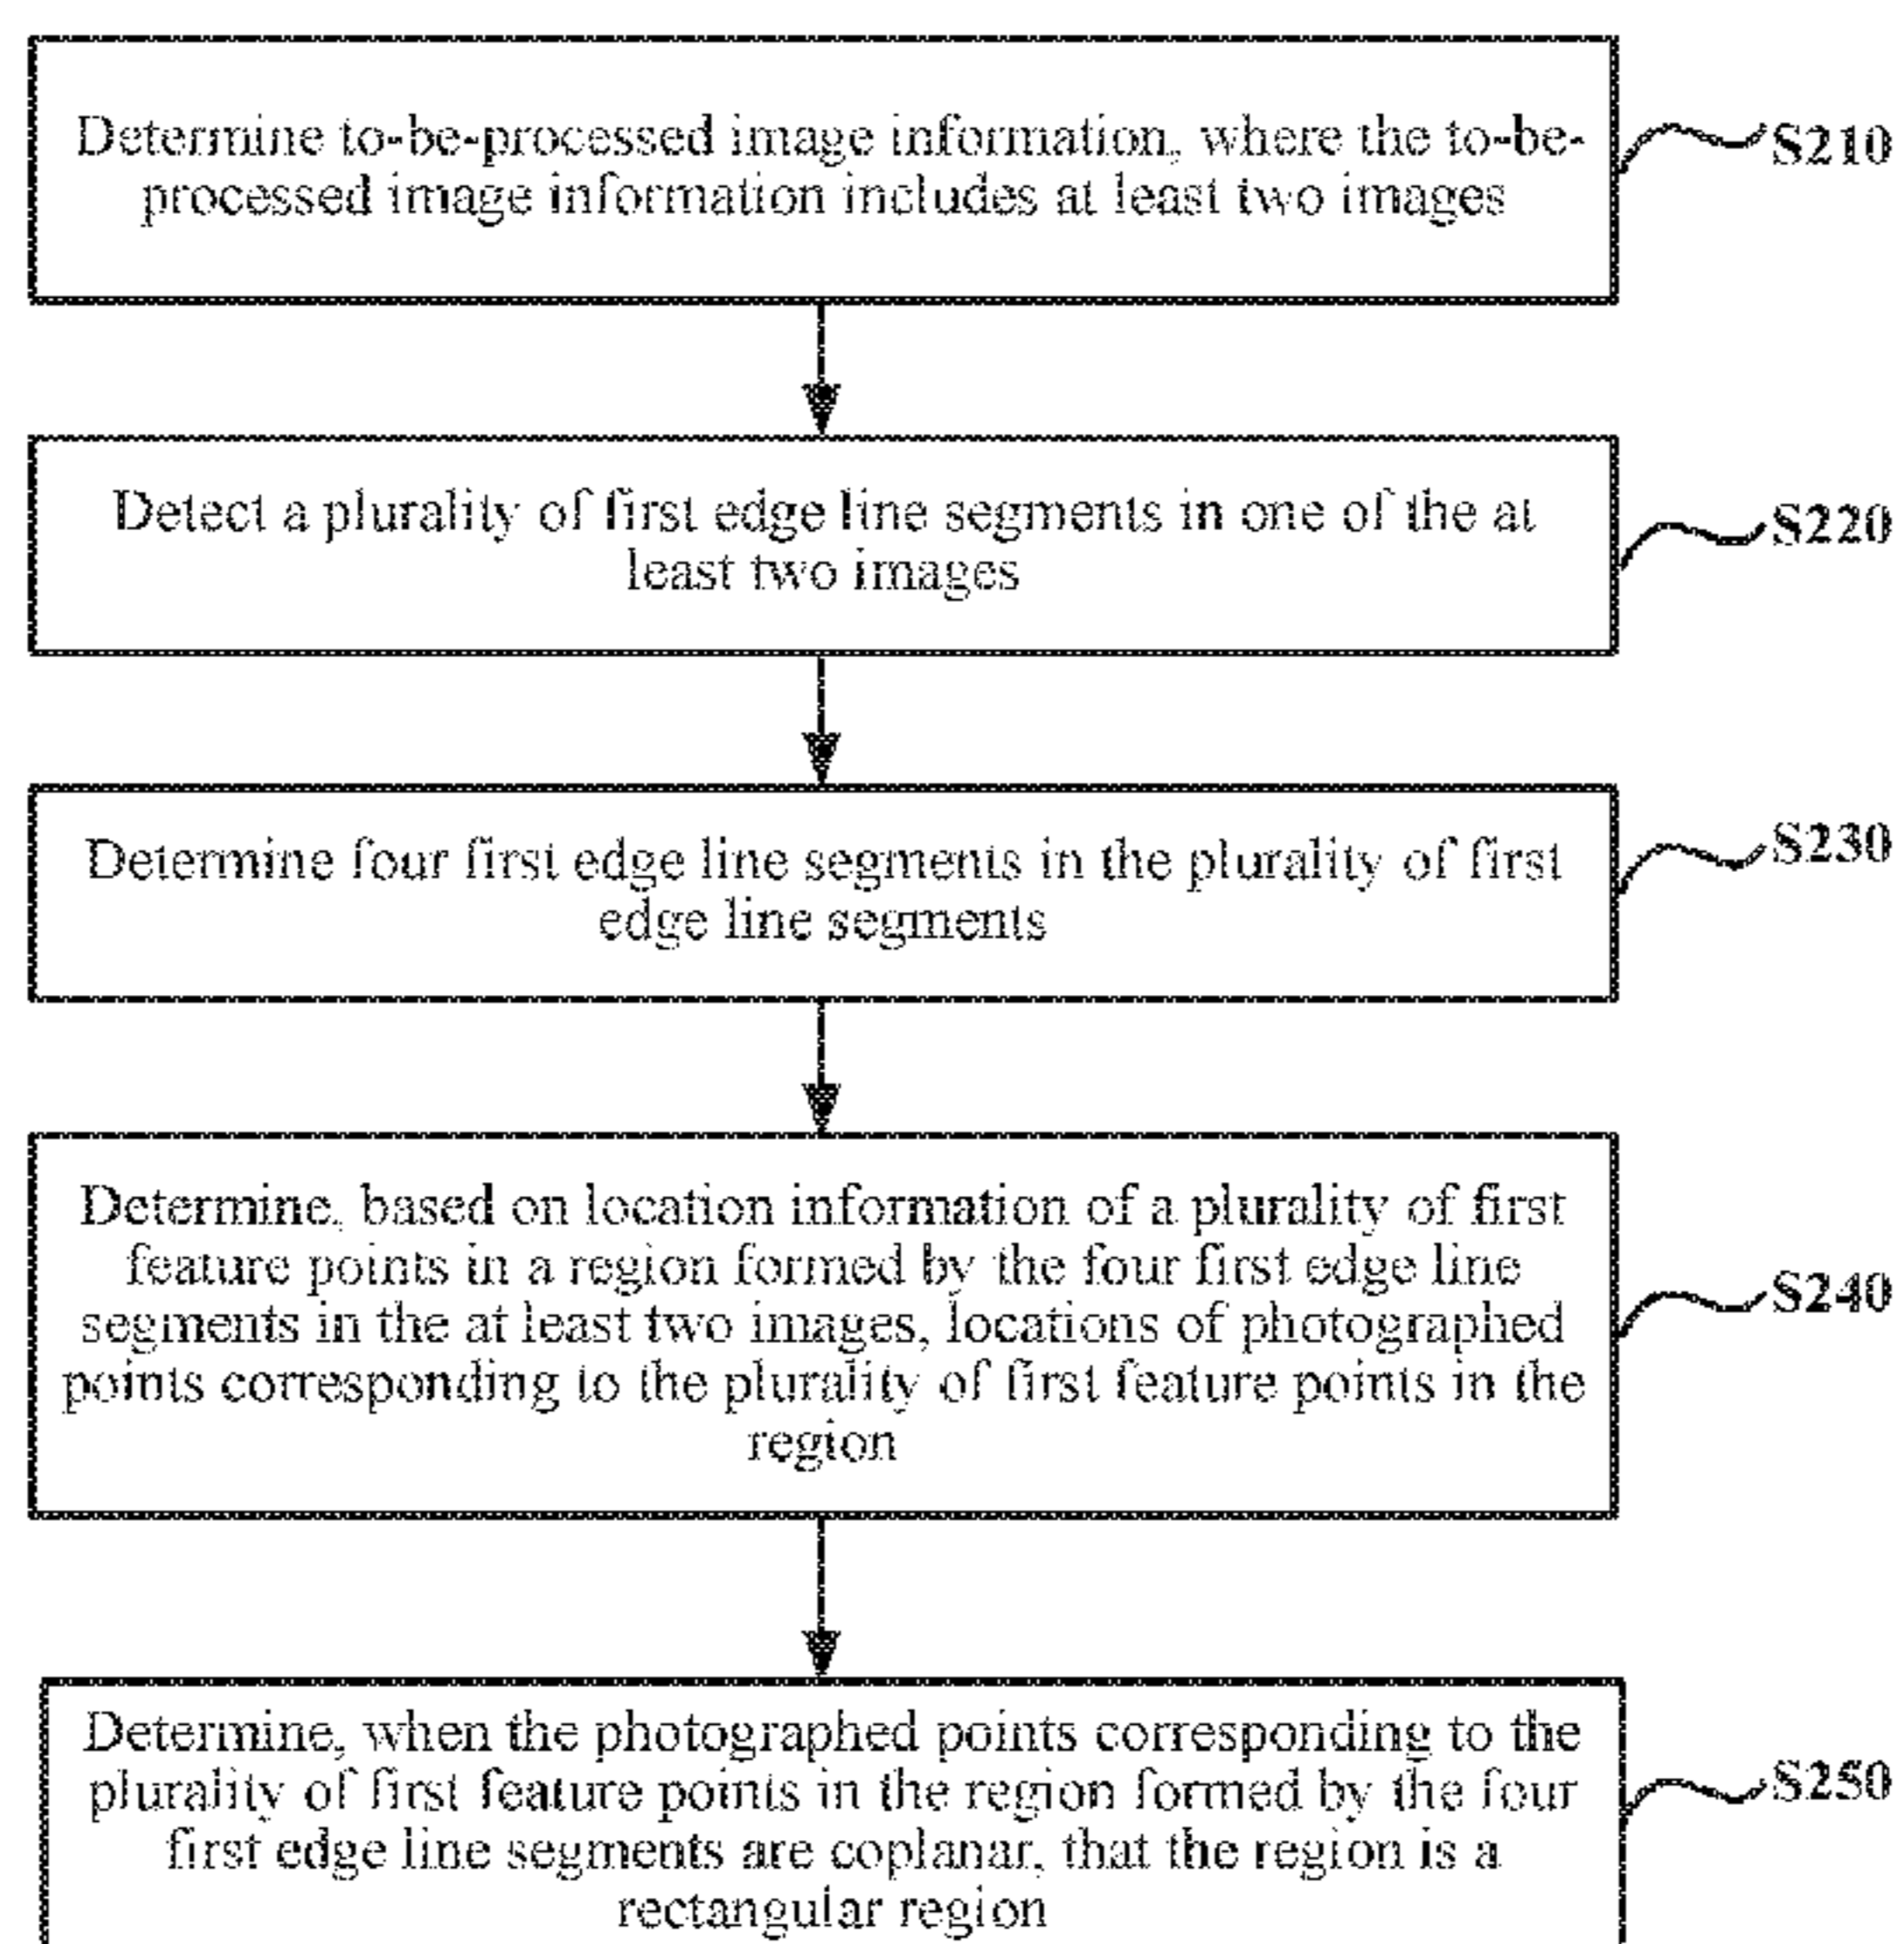 Determine to-be-processed image information, where the to-be-
processed image information includes at least two images
S210
Detect a plurality of first edge line segments in one of the at
least two images
S220
Determine four first edge line segments in the plurality of first
edge line segments
S230
Determine, based on location information of a plurality of first
feature points in a region formed by the four first edge line
segments in the at least two images, locations of photographed
points corresponding to the plurality of first feature points in the
region
S240
Determine, when the photographed points corresponding to the
plurality of first feature points in the region formed by the four
first edge line segments are coplanar, that the region is a
rectangular region
S250